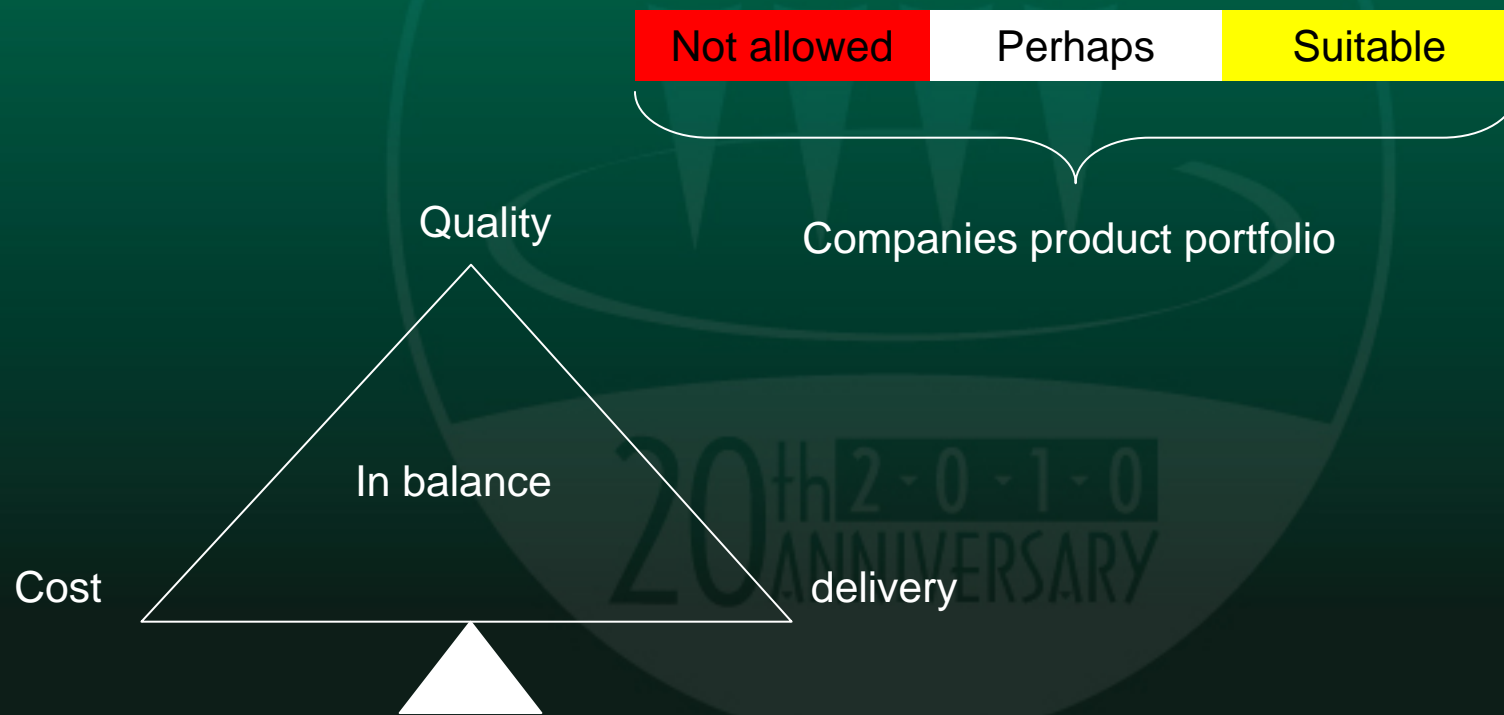 Not allowed Perhaps Suitable
Companies product portfolio
Quality
In balance
Cost
delivery
20th 2-0-1-0
ANNIVERSARY